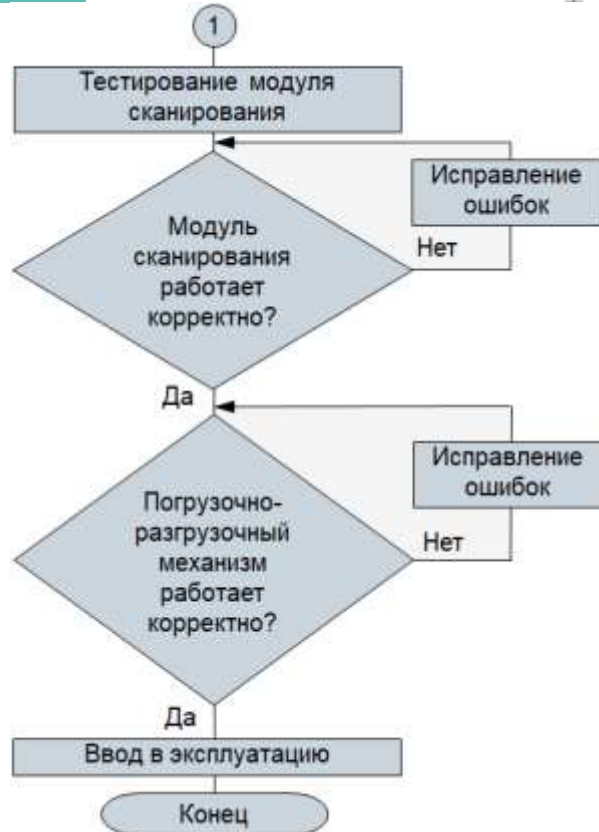 1
Тестирование модуля
сканирования
Исправление
ошибок
Модуль
сканирования
работает
корректно?
Нет
Да
Исправление
ошибок
Погрузочно-
разгрузочный
механизм
работает
корректно?
Нет
Да
Ввод в эксплуатацию
Конец